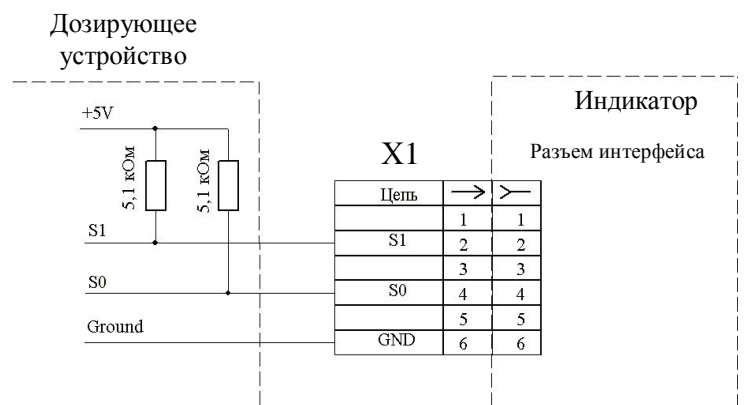 Дозирующее
устройство
Индикатор
Разъем интерфейса
+5V
5,1 кОм
5,1 кОм
S1
S0
Ground
X1
Цепь
1 1
S1 2 2
3 3
S0 4 4
5 5
GND 6 6